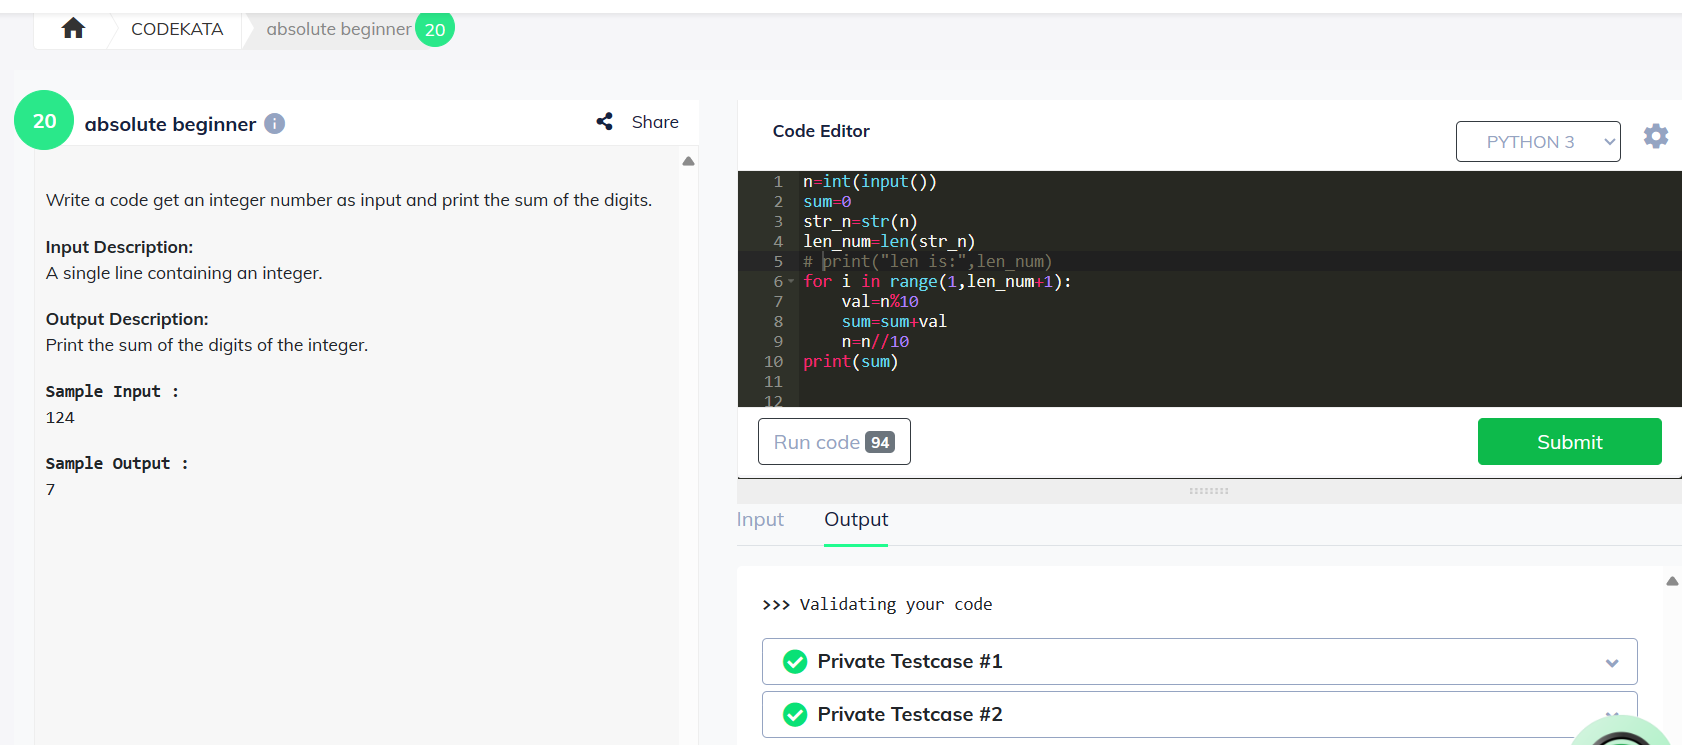 CODEKATA
absolute beginner 20
20 absolute beginner
Share
Write a code get an integer number as input and print the sum of the digits.
Input Description:
A single line containing an integer.
Output Description:
Print the sum of the digits of the integer.
Sample Input :
124
Sample Output :
7
Code Editor
PYTHON 3
1 n=int(input())
2 sum=0
3 str_n=str(n)
4 len_num=len(str_n)
5 # print("len is:",len_num)
6 for i in range(1,len_num+1):
7 val=n%10
8 sum=sum+val
9 n=n//10
10 print(sum)
11
12
Run code 94
Submit
Input Output
>>> Validating your code
Private Testcase #1
Private Testcase #2